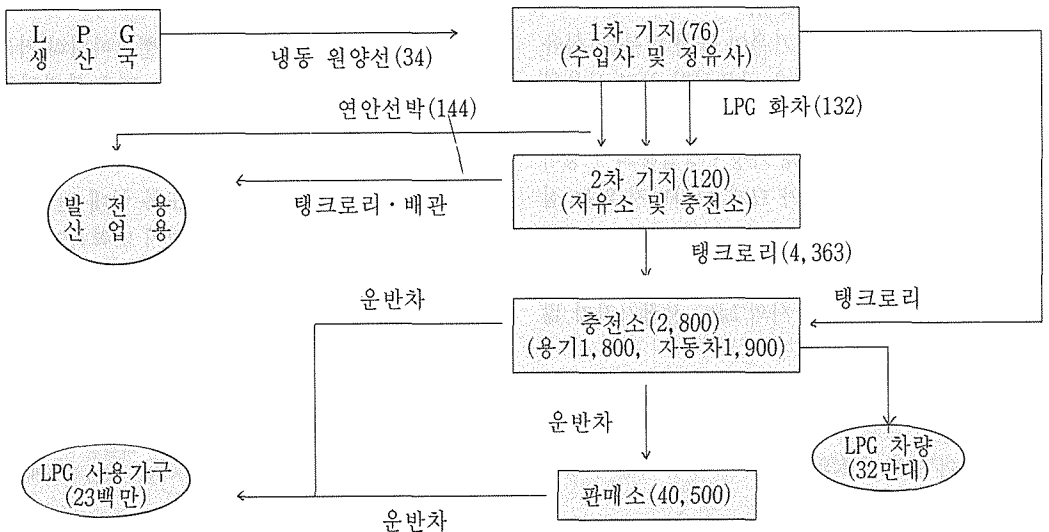 L P G
생 산 국
냉동 원양선(34)
1차 기지(76)
(수입사 및 정유사)
연안선박(144)
LPG 화차(132)
발 전 용
산 업 용
탱크로리·배관
2차 기지(120)
(저유소 및 충전소)
탱크로리(4,363)
운반차
탱크로리
충전소(2,800)
(용기1,800, 자동차1,900)
운반차
LPG 차량
(32만대)
LPG 사용가구
(23백만)
판매소(40,500)
운반차